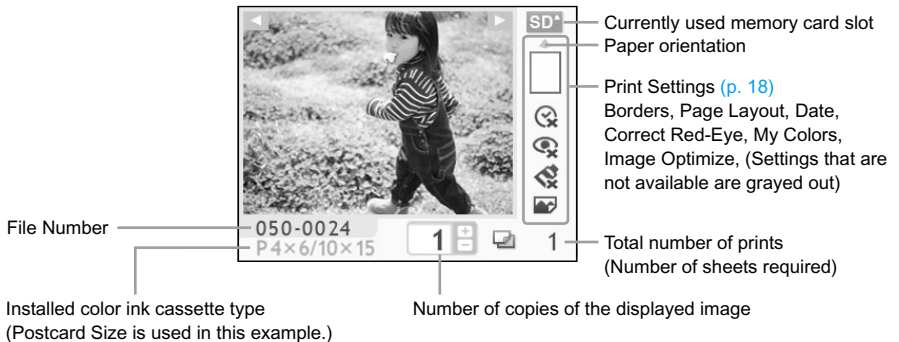 SD
Currently used memory card slot
Paper orientation
Print Settings (p. 18)
Borders, Page Layout, Date,
Correct Red-Eye, My Colors,
Image Optimize, (Settings that are
not available are grayed out)
File Number
050-0024
P 4×6/10×15
1
+
−
1
Total number of prints
(Number of sheets required)
Installed color ink cassette type
(Postcard Size is used in this example.)
Number of copies of the displayed image